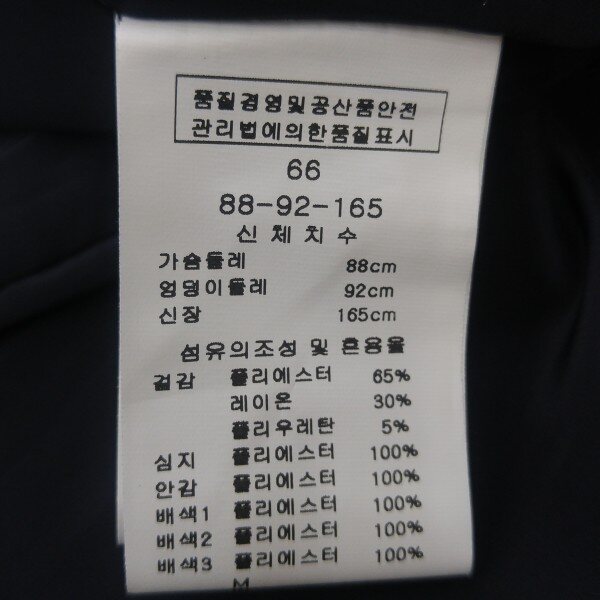 품질경영및공산품안전
관리법에의한품질표시
66
88-92-165
신체치수
가슴둘레 88cm
엉덩이둘레 92cm
신장 165cm
섬유의조성 및 혼용율
겉감 폴리에스터 65%
레이온 30%
폴리우레탄 5%
심지 폴리에스터 100%
안감 폴리에스터 100%
배색1 폴리에스터 100%
배색2 폴리에스터 100%
배색3 폴리에스터 100%
M